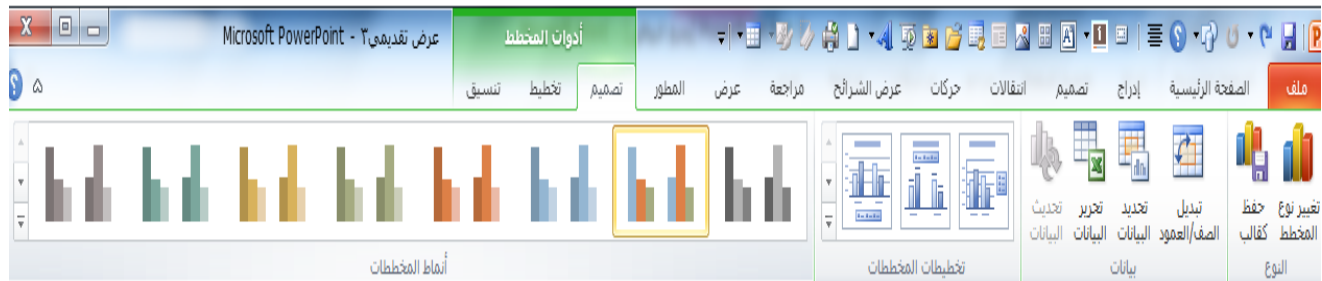 أدوات المخطط
عرض تقديمي٣ - Microsoft PowerPoint
ملف
الصفحة الرئيسية
إدراج
تصميم
انتقالات
حركات
عرض الشرائح
مراجعة
عرض
المطور
تصميم
تخطيط
تنسيق
تغيير نوع
المخطط
حفظ
كقالب
تبديل
الصف/العمود
تحديد
البيانات
تحرير
البيانات
تحديث
البيانات
النوع
بيانات
تخطيطات المخططات
أنماط المخططات